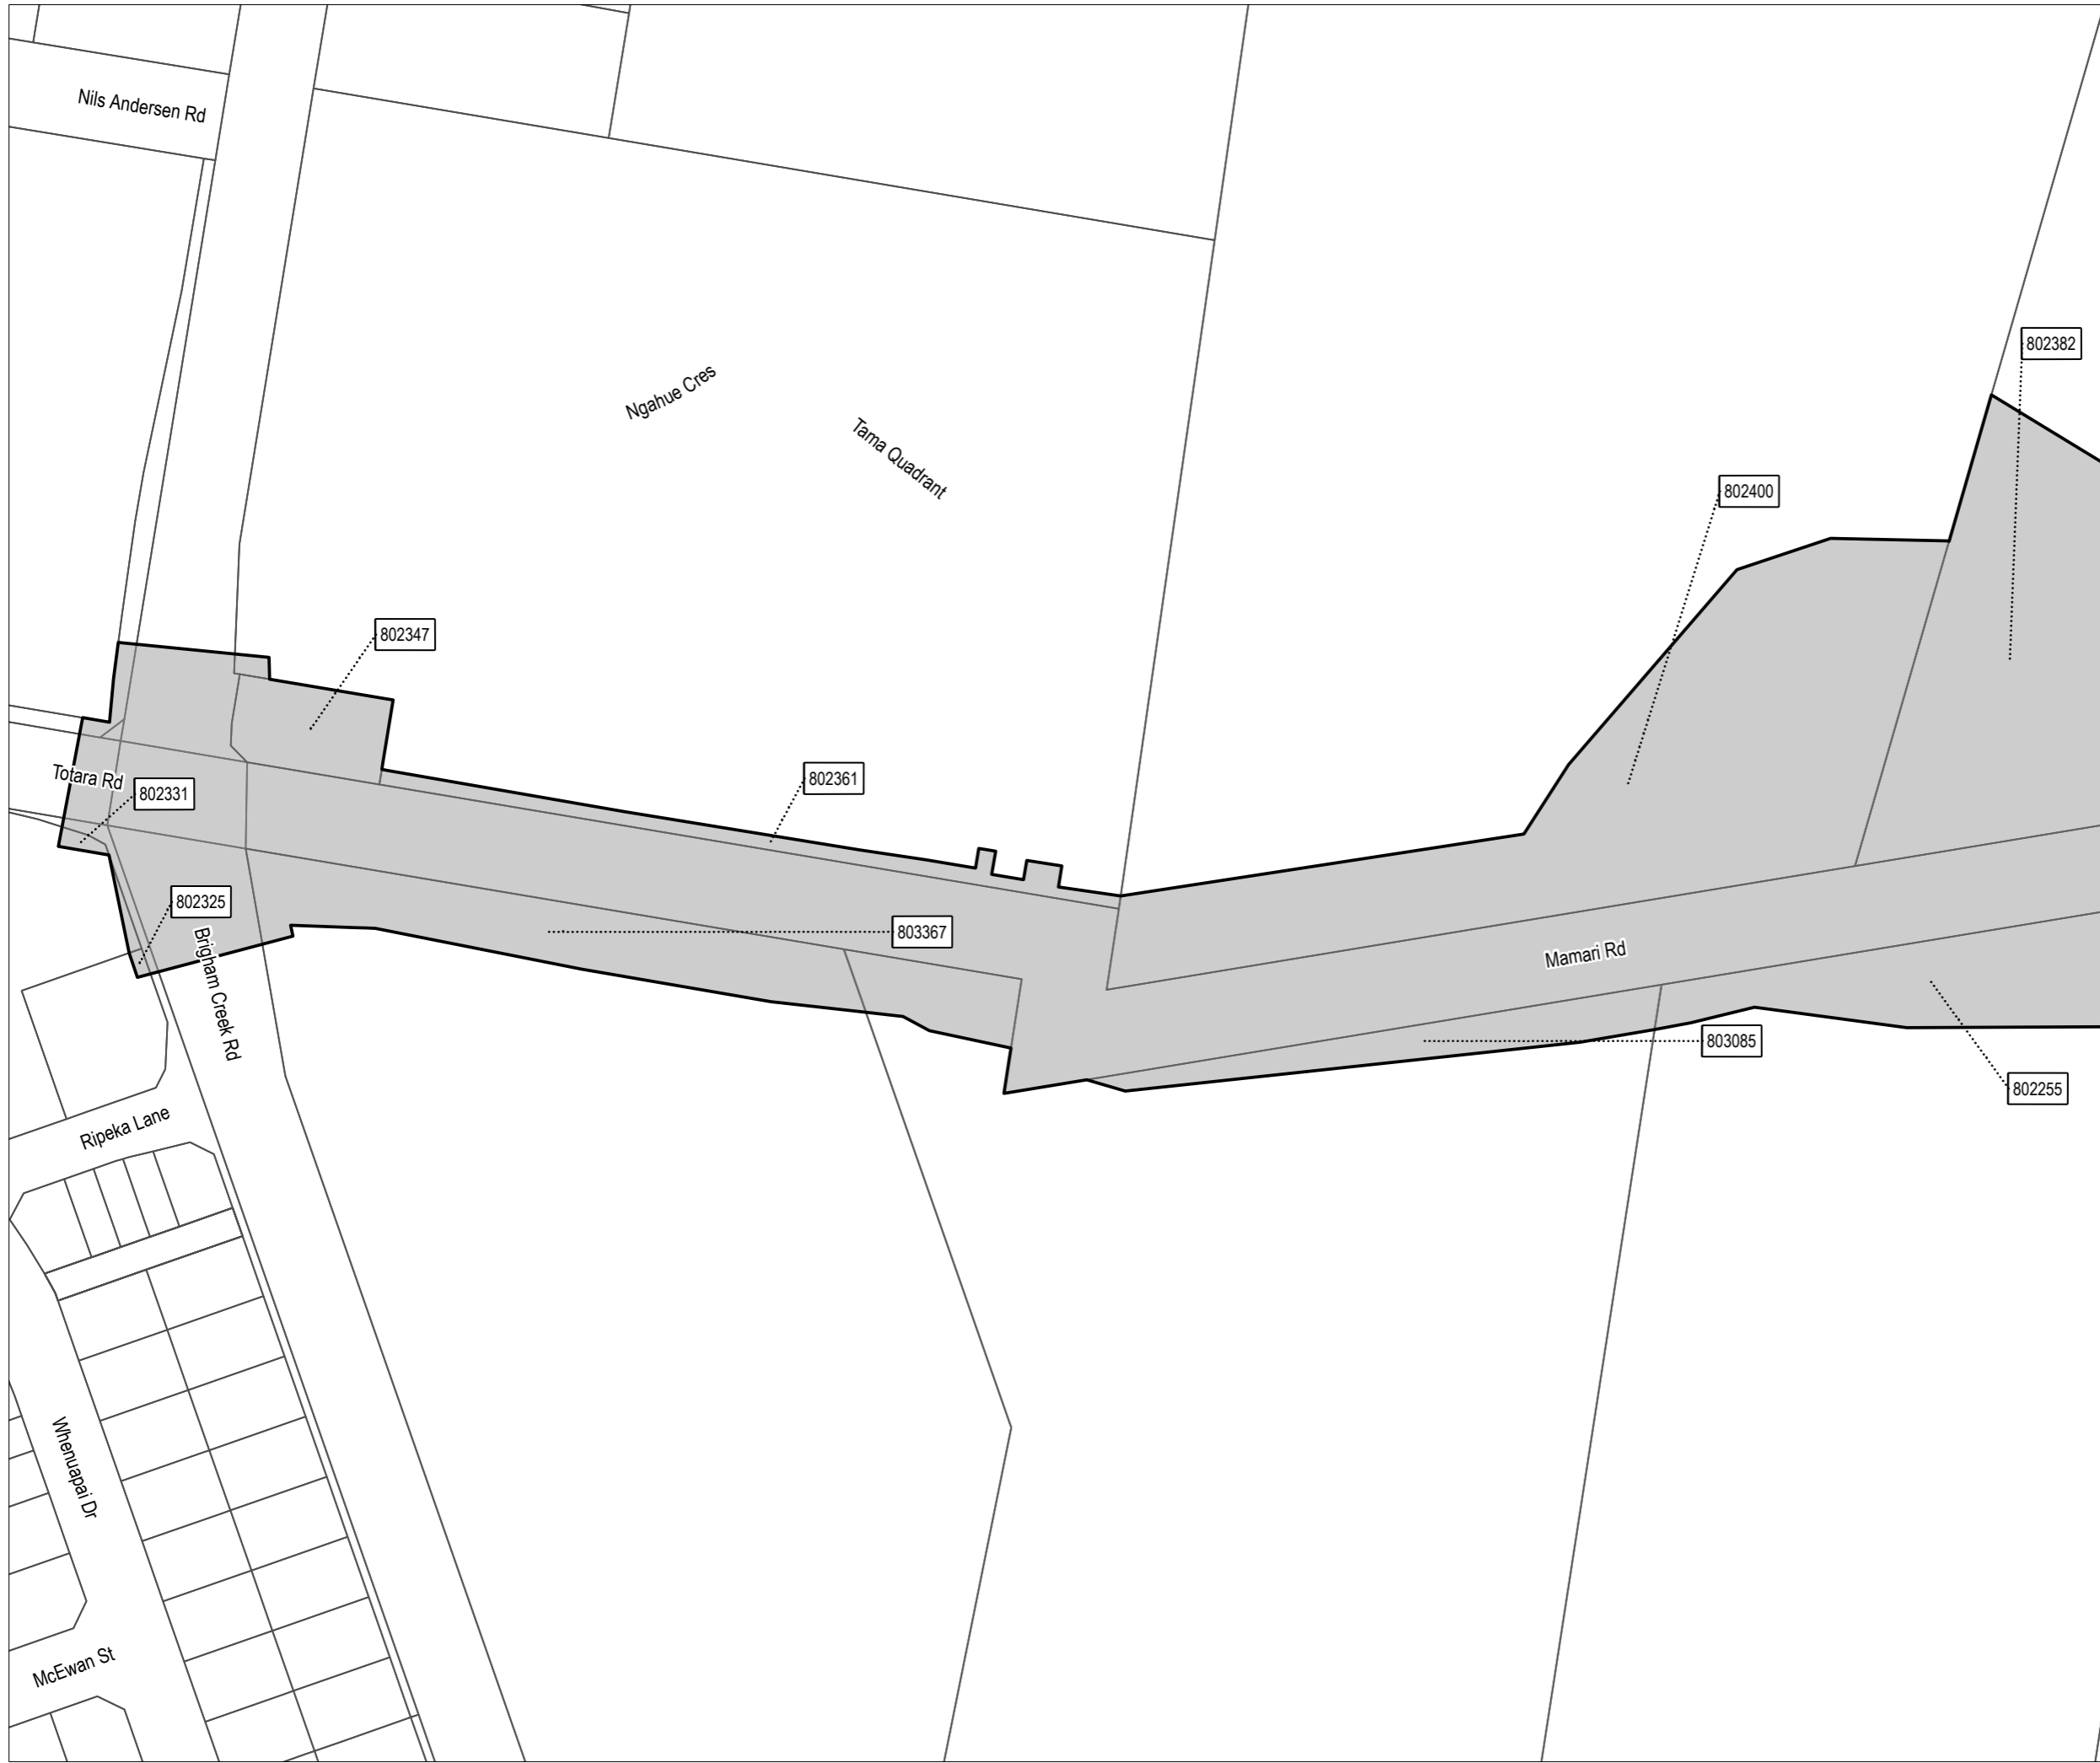 Nils Andersen Rd
802382
Ngahue Cres
Tama Quadrant
802400
802347
Totara Rd
802331
802361
802325
803367
Brigham Creek Rd
Mamari Rd
803085
802255
Ripeka Lane
Whenuapai Dr
McEwan St